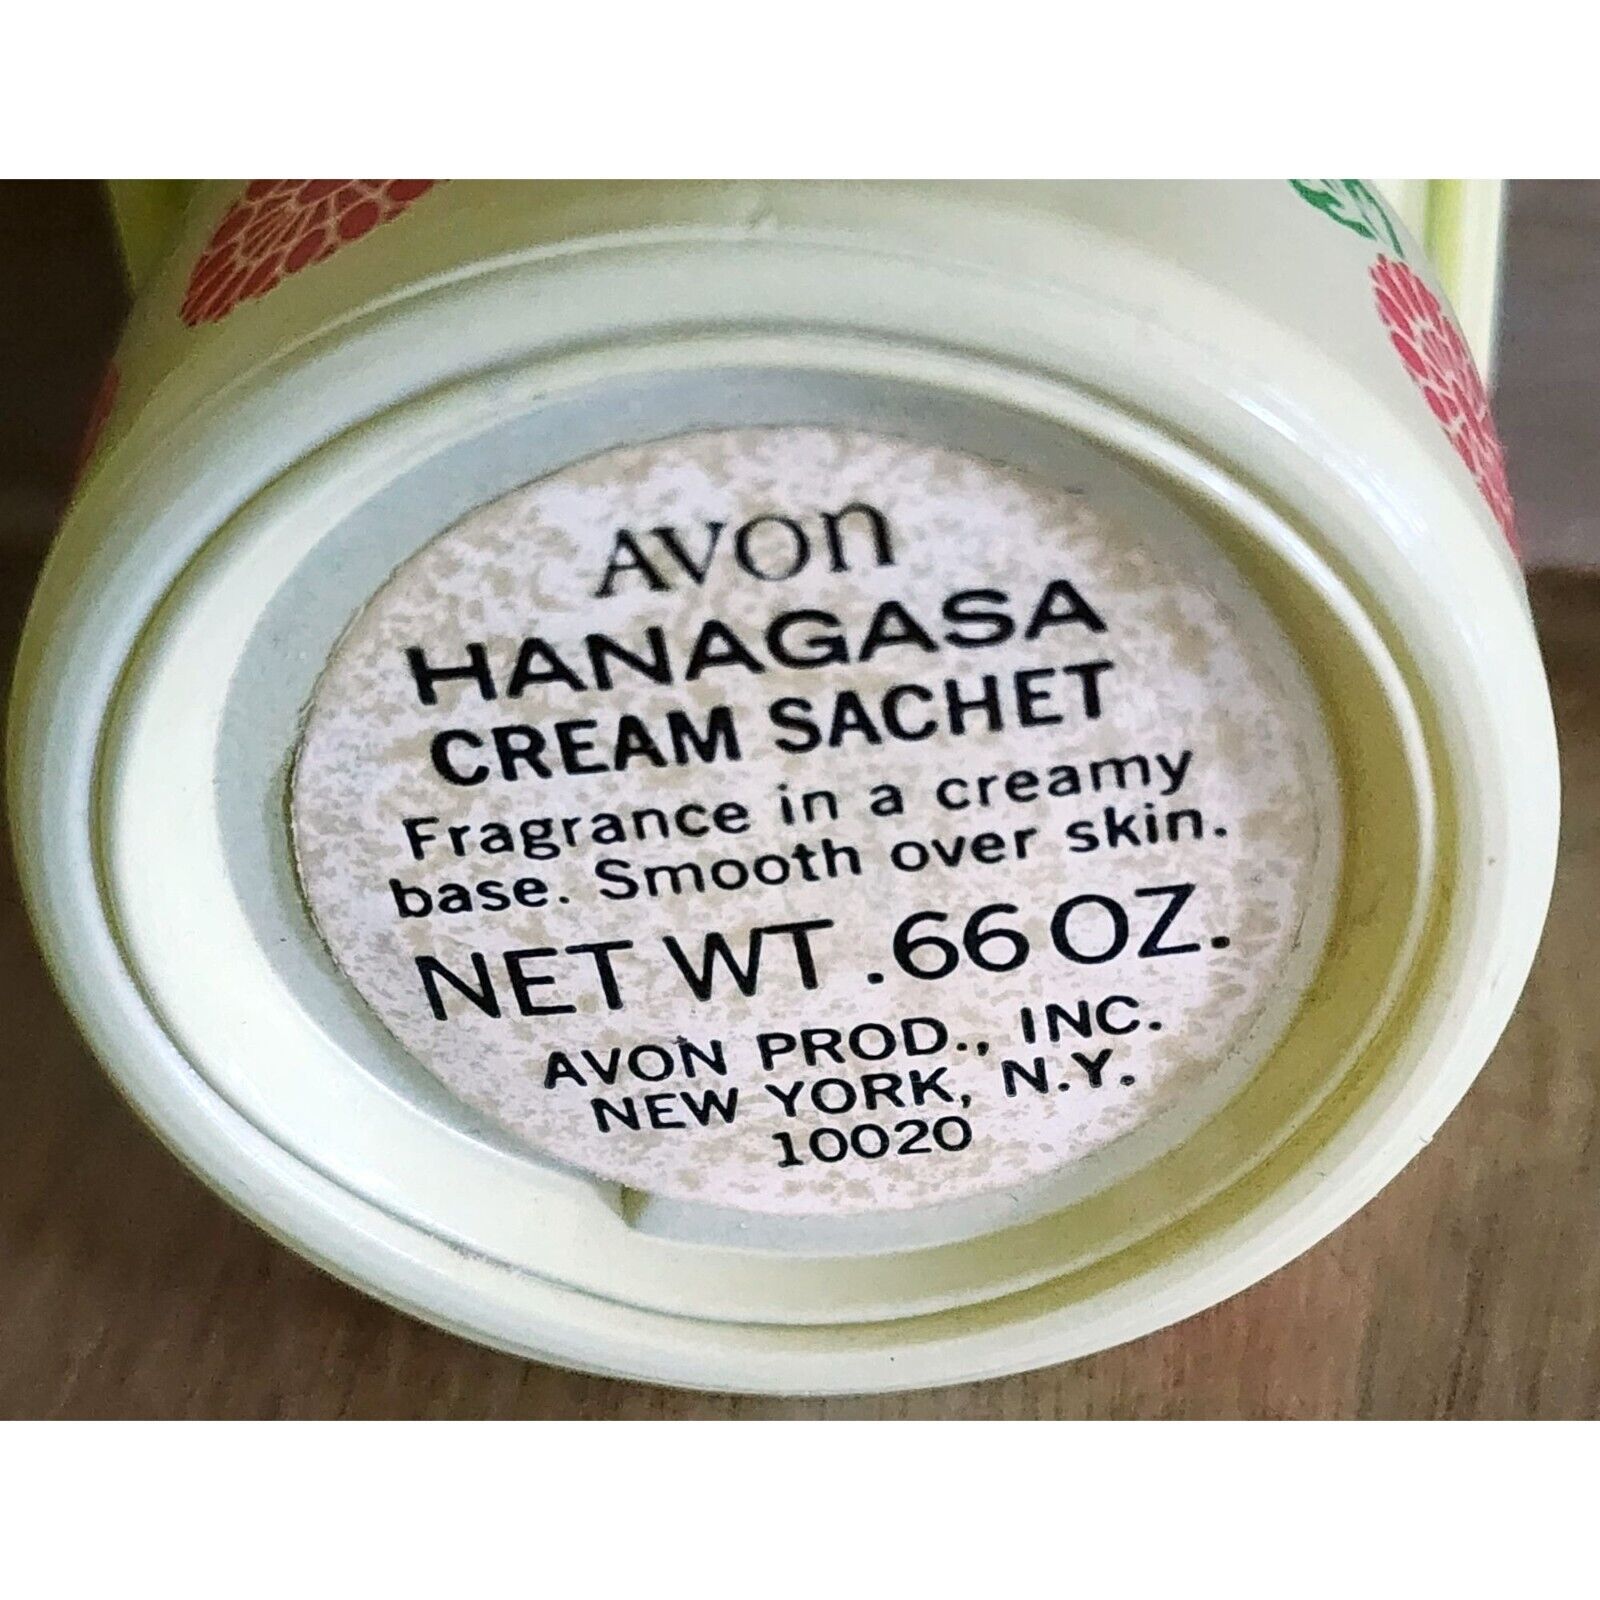 AVON
HANAGASA
CREAM SACHET
Fragrance in a creamy
base. Smooth over skin.
NET WT .66 OZ.
AVON PROD., INC.
NEW YORK, N.Y.
10020